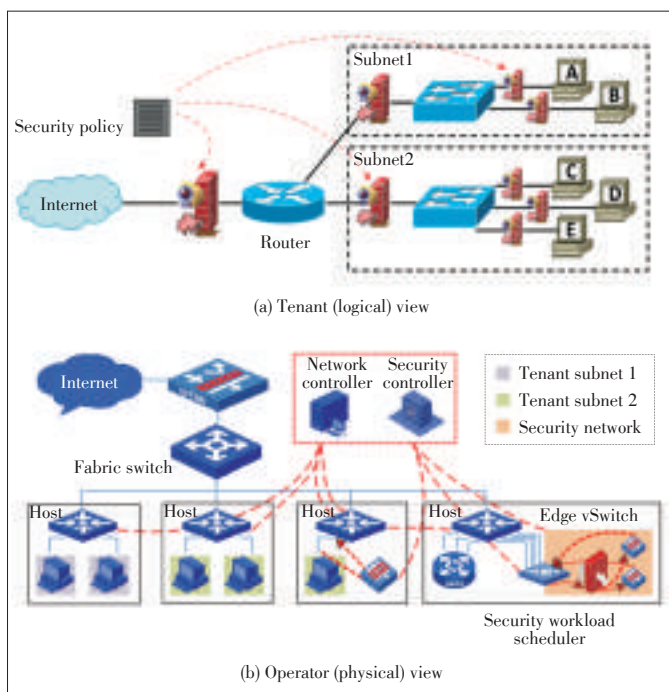 Subnet1
A
B
Security policy
Subnet2
C
D
E
Internet
Router
(a) Tenant (logical) view
Internet
Network
controller
Security
controller
Tenant subnet 1
Tenant subnet 2
Security network
Fabric switch
Host
Host
Host
Host
Edge vSwitch
Security workload
scheduler
(b) Operator (physical) view